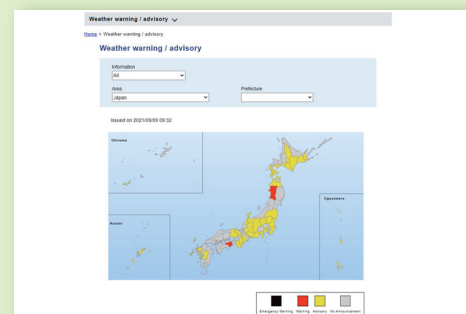 Weather warning / advisory
Home > Weather warning / advisory
Weather warning / advisory
Information
All
Area
Prefecture
Japan
Issued on 2021/09/09 09:32
Okinawa
Ogasawara
Amami
Emergency Warning Warning Advisory No Announcement